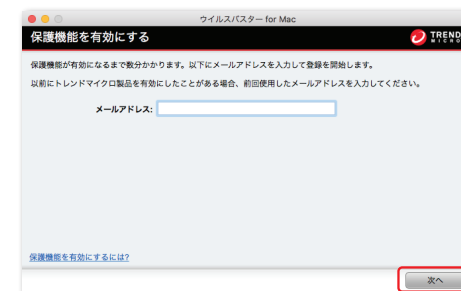 ウイルスバスター for Mac
保護機能を有効にする
TREND
MICRO
保護機能が有効になるまで数分かかります。以下にメールアドレスを入力して登録を開始します。
以前にトレンドマイクロ製品を有効にしたことがある場合、前回使用したメールアドレスを入力してください。
メールアドレス:
保護機能を有効にするには?
次へ